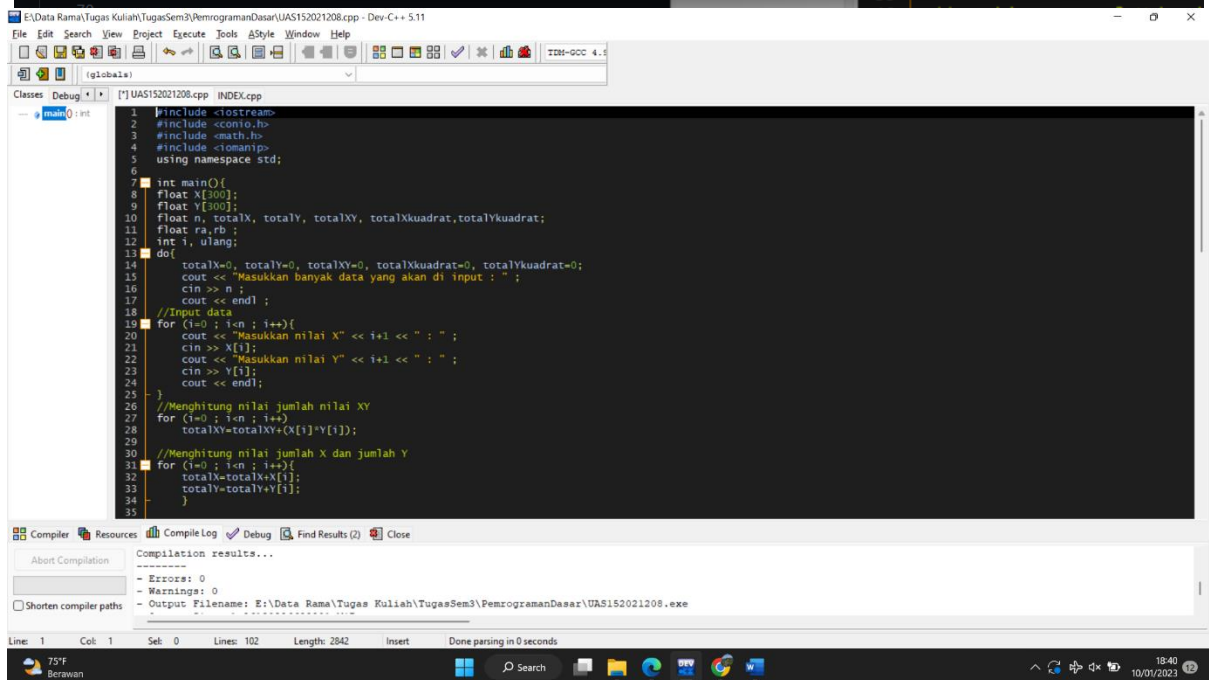 E:\Data Rama\Tugas Kuliah\TugasSem3\PemrogramanDasar\UAS152021208.cpp - Dev-C++ 5.11
File Edit Search View Project Execute Tools AStyle Window Help
TDM-GCC 4.9
(globals)
Classes Debug [*] UAS152021208.cpp INDEX.cpp
main() : int
1 #include <iostream>
2 #include <conio.h>
3 #include <math.h>
4 #include <iomanip>
5 using namespace std;
6
7 int main(){
8 float X[300];
9 float Y[300];
10 float n, totalX, totalY, totalXY, totalXkuadrat,totalYkuadrat;
11 float ra,rb ;
12 int i, ulang;
13 do{
14 totalX=0, totalY=0, totalXY=0, totalXkuadrat=0, totalYkuadrat=0;
15 cout << "Masukkan banyak data yang akan di input : " ;
16 cin >> n ;
17 cout << endl ;
18 //Input data
19 for (i=0 ; i<n ; i++){
20 cout << "Masukkan nilai X" << i+1 << " : " ;
21 cin >> X[i];
22 cout << "Masukkan nilai Y" << i+1 << " : " ;
23 cin >> Y[i];
24 cout << endl;
25 }
26 //Menghitung nilai jumlah nilai XY
27 for (i=0 ; i<n ; i++)
28 totalXY=totalXY+(X[i]*Y[i]);
29
30 //Menghitung nilai jumlah X dan jumlah Y
31 for (i=0 ; i<n ; i++){
32 totalX=totalX+X[i];
33 totalY=totalY+Y[i];
34 }
35
Compiler Resources Compile Log Debug Find Results (2) Close
Abort Compilation
Shorten compiler paths
Compilation results...
--------
- Errors: 0
- Warnings: 0
- Output Filename: E:\Data Rama\Tugas Kuliah\TugasSem3\PemrogramanDasar\UAS152021208.exe
Line: 1 Col: 1 Sel: 0 Lines: 102 Length: 2842 Insert Done parsing in 0 seconds
75°F
Berawan
Search
DEV
18:40
10/01/2023
12